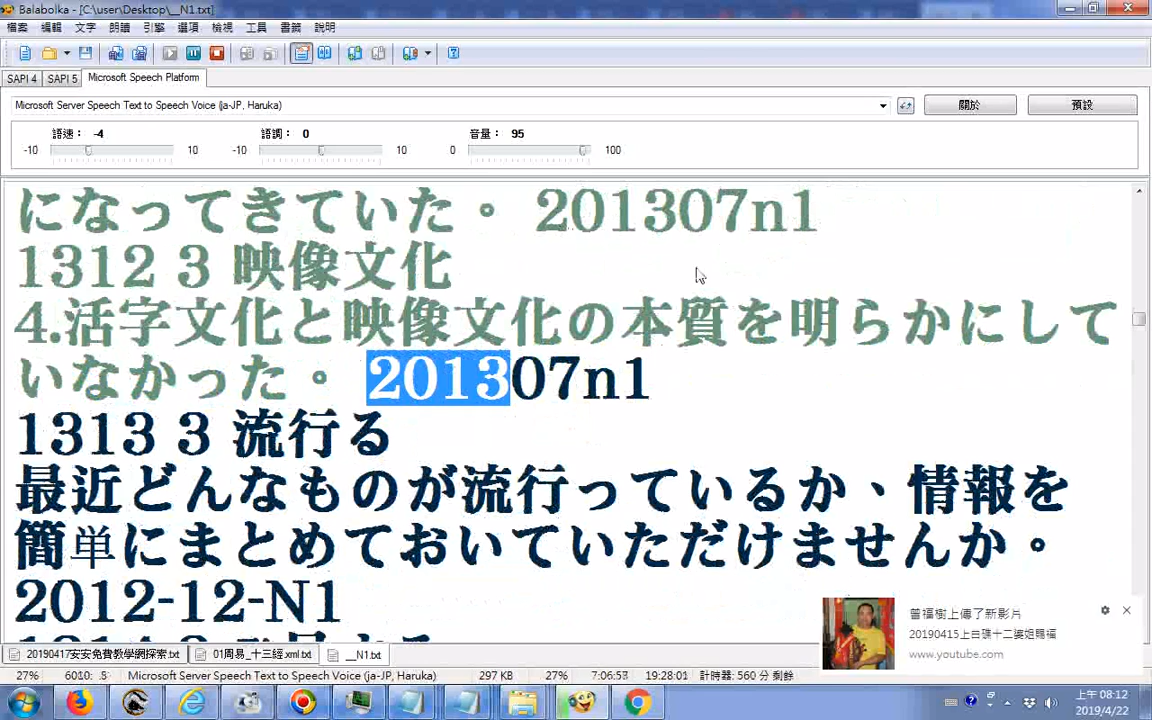 Balabolka - [C:\user\Desktop\__N1.txt]
檔案 編輯 文字 朗讀 引擎 選項 檢視 工具 書籤 說明
SAPI 4 SAPI 5 Microsoft Speech Platform
Microsoft Server Speech Text to Speech Voice (ja-JP, Haruka) 關於 預設
語速： -4 語調： 0 音量： 95
-10 10 -10 10 0 100
になってきていた。 201307n1
1312 3 映像文化
4.活字文化と映像文化の本質を明らかにして
いなかった。 201307n1
1313 3 流行る
最近どんなものが流行っているか、情報を
簡単にまとめておいていただけませんか。
2012-12-N1
曾福樹上傳了新影片
20190415上白礁十二婆姐賜福
www.youtube.com
20190417安安免費教學網探索.txt 01周易_十三經.xml.txt __N1.txt
27% Microsoft Server Speech Text to Speech Voice (ja-JP, Haruka) 297 KB 27% 7:06:53 19:28:01 計時器: 560 分 剩餘
上午 08:12
2019/4/22